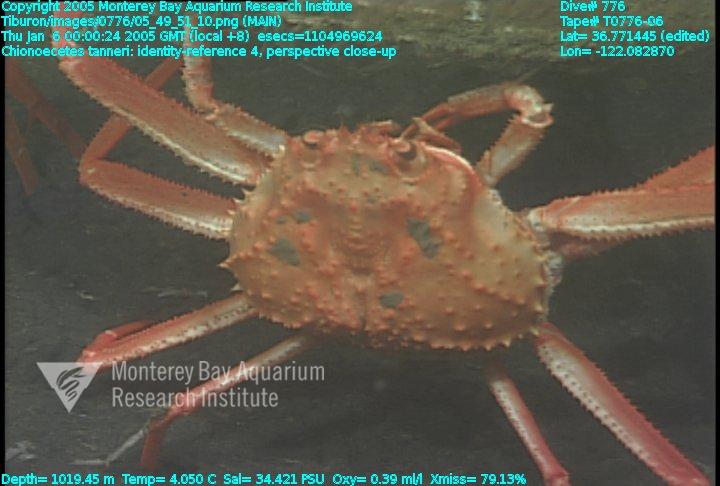 Copyright 2005 Monterey Bay Aquarium Research Institute
Dive# 776
Tiburon/images/0776/05_49_51_10.png (MAIN)
Tape# T0776-06
Thu Jan  6 00:00:24 2005 GMT (local +8)  esecs=1104969624
Lat= 36.771445 (edited)
Chionoecetes tanneri: identity-reference 4, perspective close-up
Lon= -122.082870
Monterey Bay Aquarium
Research Institute
Depth= 1019.45 m  Temp= 4.050 C  Sal= 34.421 PSU  Oxy= 0.39 ml/l  Xmiss= 79.13%